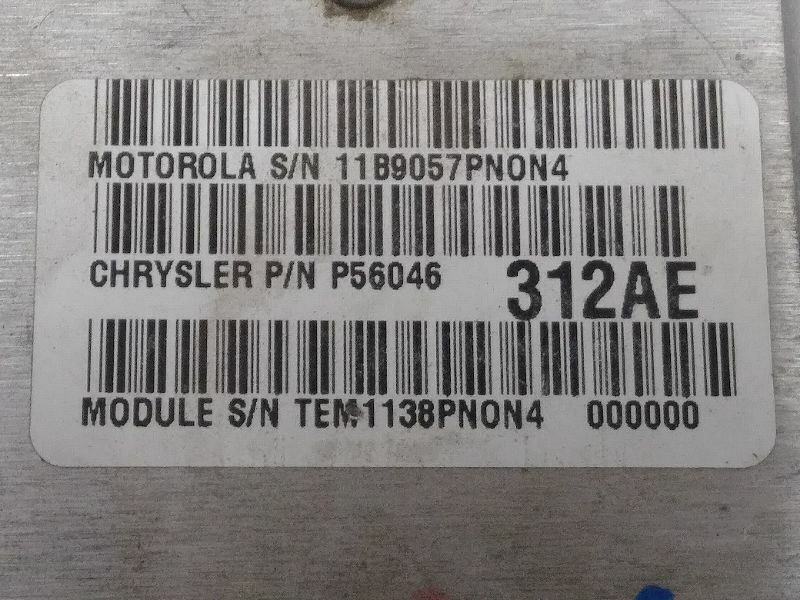 MOTOROLA S/N 11B9057PNON4
CHRYSLER P/N P56046 312AE
MODULE S/N TEM1138PNON4 000000